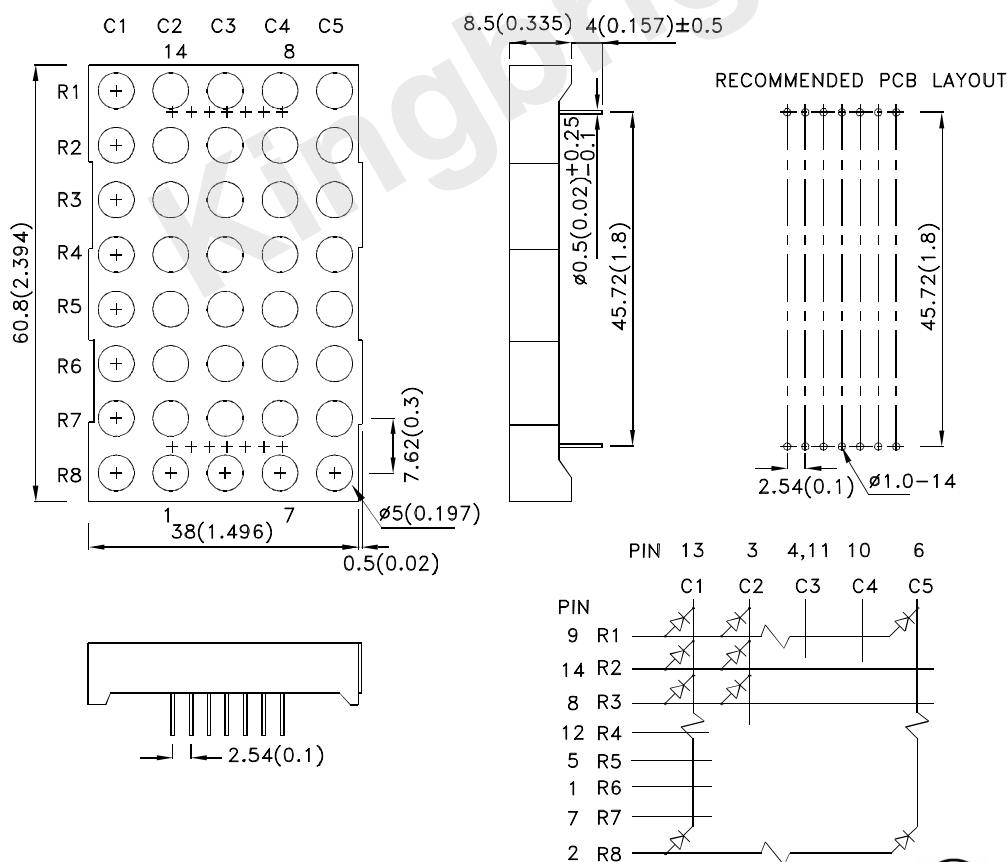 C1 C2 C3 C4 C5
14 8
R1
R2
R3
R4
R5
R6
R7
R8
60.8(2.394)
7.62(0.3)
ø5(0.197)
1 7
38(1.496)
0.5(0.02)
8.5(0.335) 4(0.157)±0.5
ø0.5(0.02)+0.25
−0.1
45.72(1.8)
RECOMMENDED PCB LAYOUT
45.72(1.8)
2.54(0.1) ø1.0-14
2.54(0.1)
PIN 13 3 4,11 10 6
C1 C2 C3 C4 C5
PIN
9 R1
14 R2
8 R3
12 R4
5 R5
1 R6
7 R7
2 R8